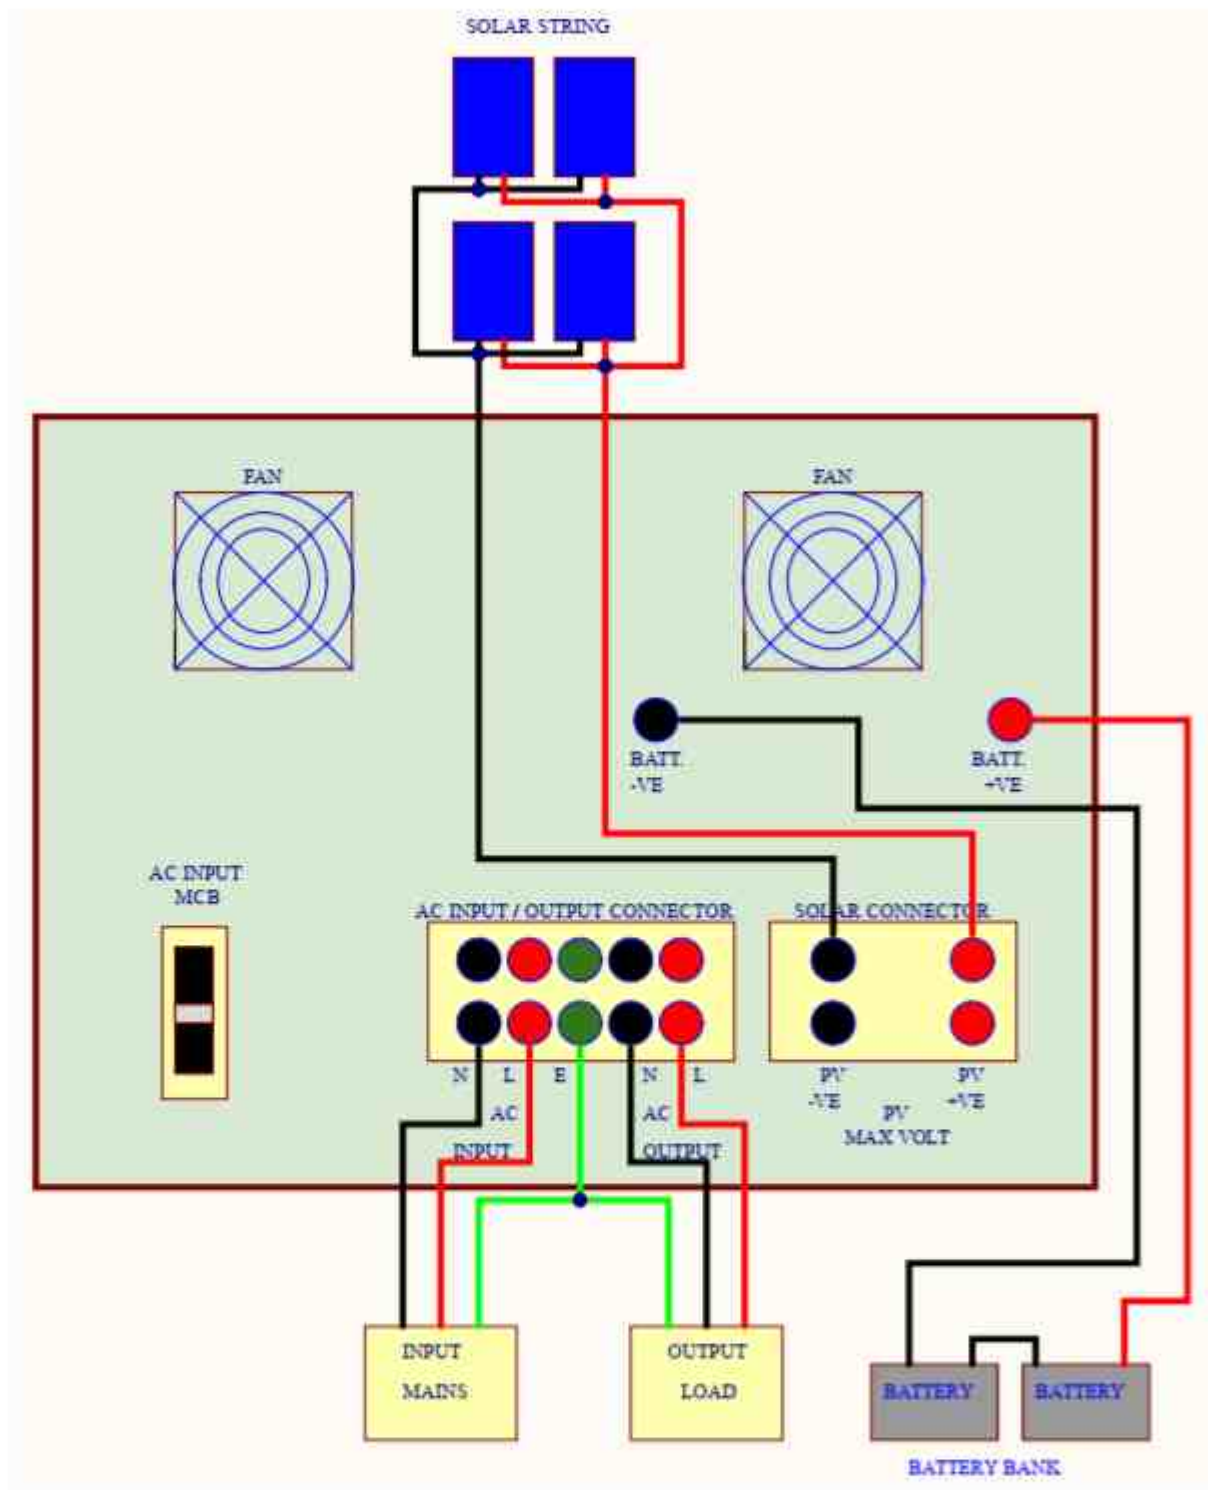 SOLAR STRING
FAN
FAN
BATT.
-VE
BATT.
+VE
AC INPUT
MCB
AC INPUT / OUTPUT CONNECTOR
SOLAR CONNECTOR
N L E N L
AC
INPUT
AC
OUTPUT
PV
-VE
PV
+VE
PV
MAX VOLT
INPUT
MAINS
OUTPUT
LOAD
BATTERY
BATTERY
BATTERY BANK